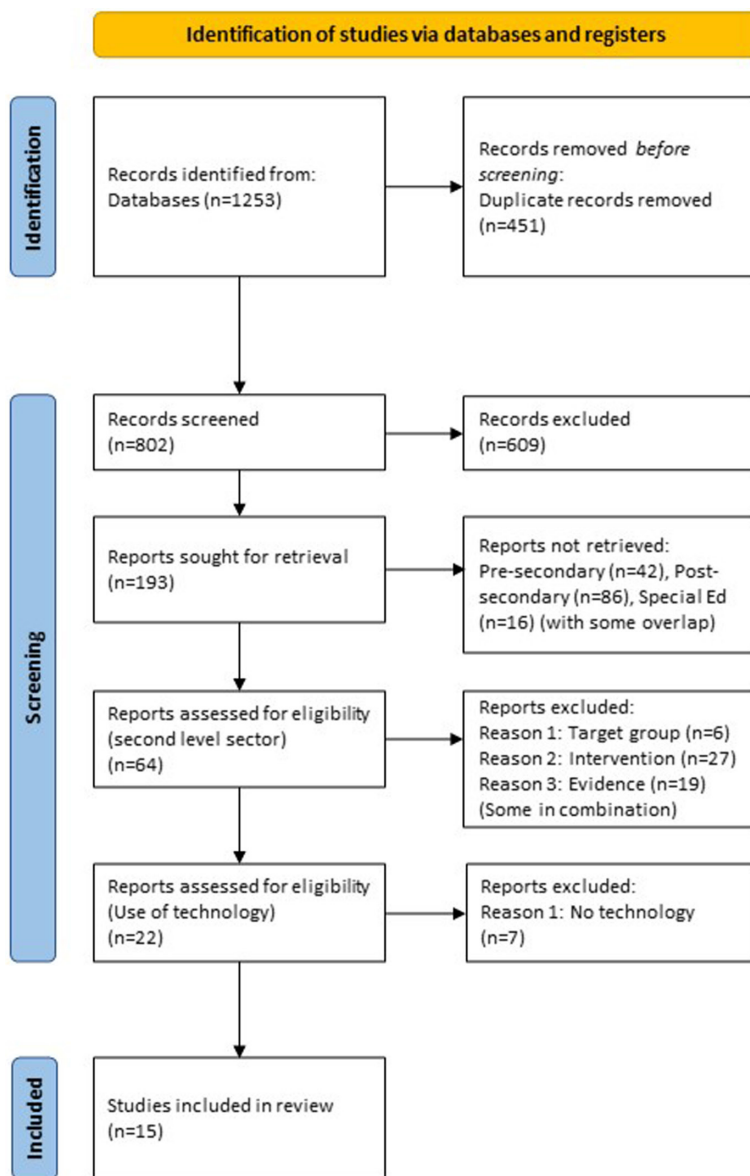 Identification of studies via databases and registers
Identification
Records identified from:
Databases (n=1253)
Records removed before
screening:
Duplicate records removed
(n=451)
Screening
Records screened
(n=802)
Records excluded
(n=609)
Reports sought for retrieval
(n=193)
Reports not retrieved:
Pre-secondary (n=42), Post-
secondary (n=86), Special Ed
(n=16) (with some overlap)
Reports assessed for eligibility
(second level sector)
(n=64)
Reports excluded:
Reason 1: Target group (n=6)
Reason 2: Intervention (n=27)
Reason 3: Evidence (n=19)
(Some in combination)
Reports assessed for eligibility
(Use of technology)
(n=22)
Reports excluded:
Reason 1: No technology
(n=7)
Included
Studies included in review
(n=15)